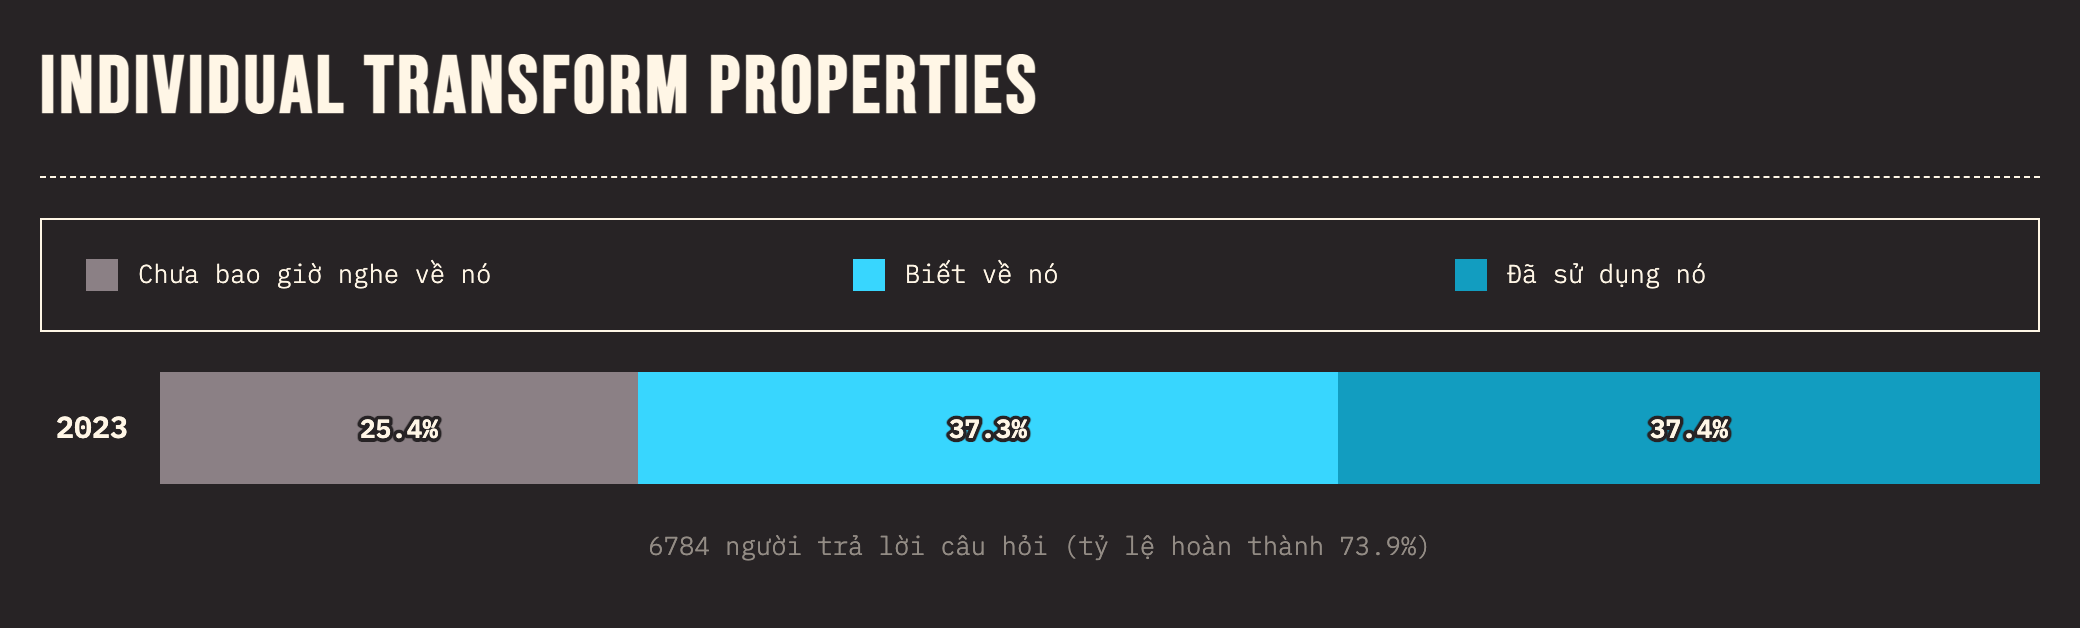 INDIVIDUAL TRANSFORM PROPERTIES
Chưa bao giờ nghe về nó
Biết về nó
Đã sử dụng nó
2023
25.4%
37.3%
37.4%
6784 người trả lời câu hỏi (tỷ lệ hoàn thành 73.9%)